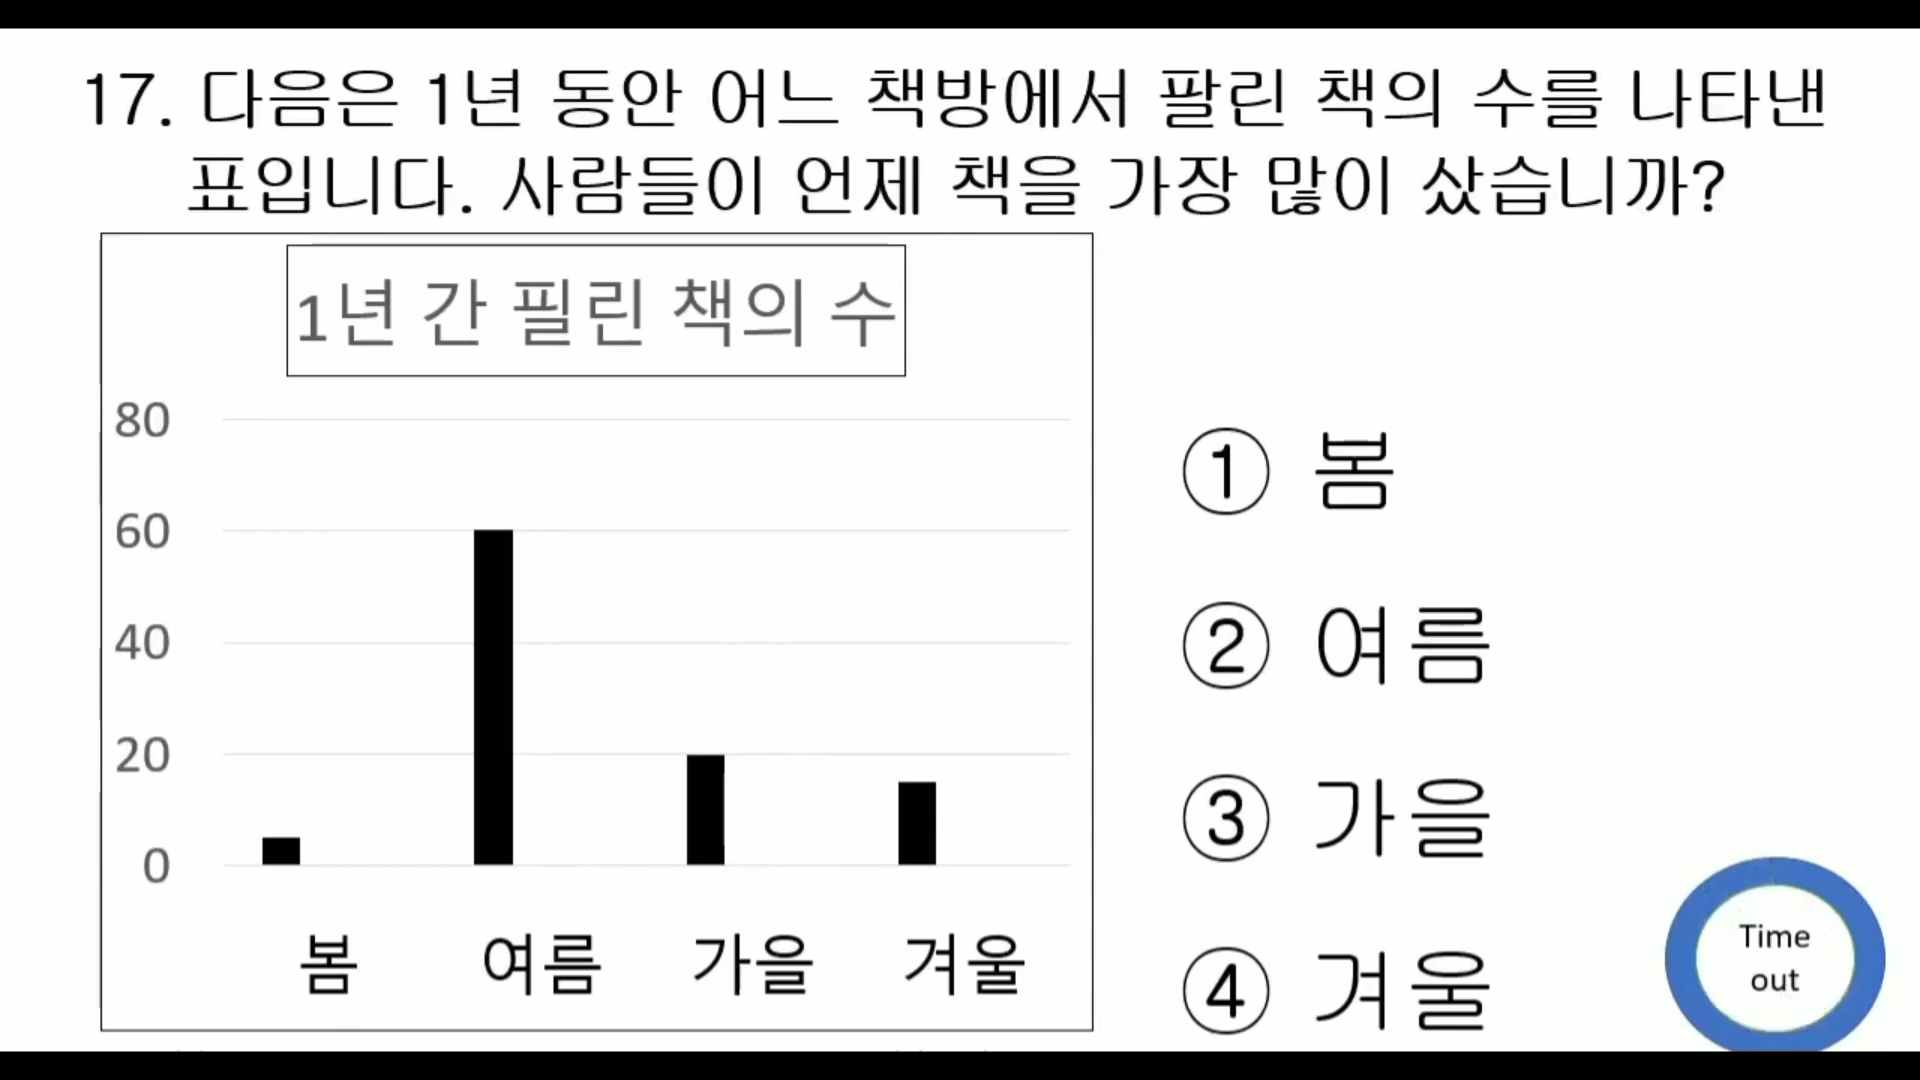 17. 다음은 1년 동안 어느 책방에서 팔린 책의 수를 나타낸
표입니다. 사람들이 언제 책을 가장 많이 샀습니까?
1년 간 필린 책의 수
80
60
40
20
0
봄 여름 가을 겨울
① 봄
② 여름
③ 가을
④ 겨울
Time
out